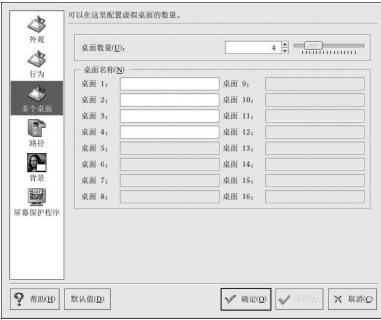 可以在这里配置虚拟桌面的数量。
外观
行为
多个桌面
路径
背景
屏幕保护程序
桌面数量(U):
4
桌面名称(N)
桌面 1:
桌面 2:
桌面 3:
桌面 4:
桌面 5:
桌面 6:
桌面 7:
桌面 8:
桌面 9:
桌面 10:
桌面 11:
桌面 12:
桌面 13:
桌面 14:
桌面 15:
桌面 16:
帮助(H)
默认值(D)
确定(O)
取消(C)